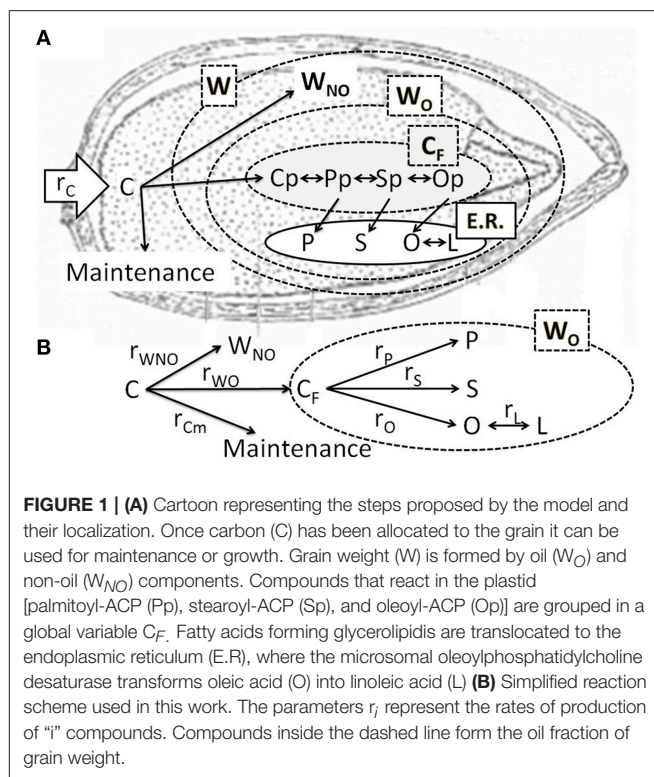 A
W
W_NO
W_O
C_F
r_C
C
Cp↔Pp↔Sp↔Op
E.R.
P S O↔L
Maintenance
B
W_O
r_WNO W_NO
r_P P
C r_WO C_F r_S S
r_Cm r_O O r_L L
Maintenance
FIGURE 1 | (A) Cartoon representing the steps proposed by the model and
their localization. Once carbon (C) has been allocated to the grain it can be
used for maintenance or growth. Grain weight (W) is formed by oil (W_O) and
non-oil (W_NO) components. Compounds that react in the plastid
[palmitoyl-ACP (Pp), stearoyl-ACP (Sp), and oleoyl-ACP (Op)] are grouped in a
global variable C_F. Fatty acids forming glycerolipidis are translocated to the
endoplasmic reticulum (E.R), where the microsomal oleoylphosphatidylcholine
desaturase transforms oleic acid (O) into linoleic acid (L) (B) Simplified reaction
scheme used in this work. The parameters r_i represent the rates of production
of “i” compounds. Compounds inside the dashed line form the oil fraction of
grain weight.